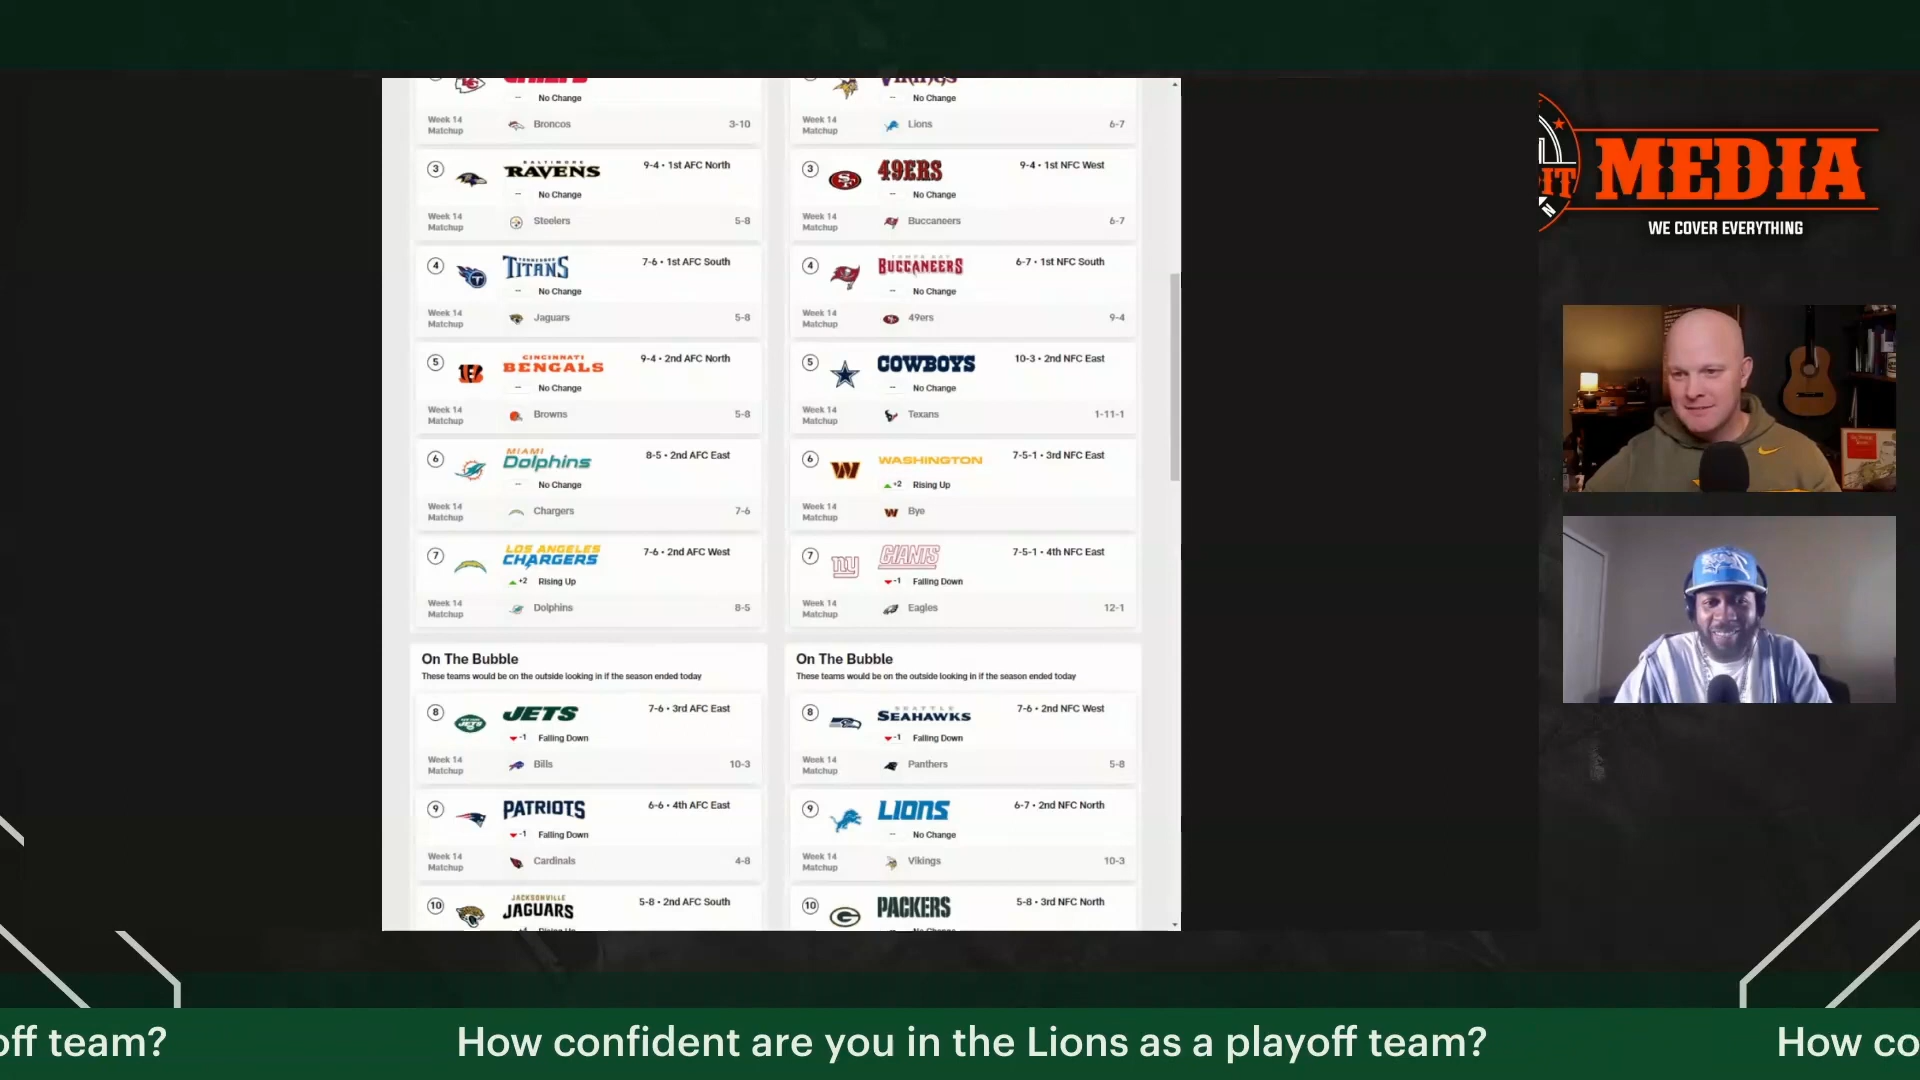 CHIEFS
-- No Change
Week 14 Matchup
Broncos
3-10
3
BALTIMORE
RAVENS
9-4 • 1st AFC North
-- No Change
Week 14 Matchup
Steelers
5-8
4
TENNESSEE
TITANS
7-6 • 1st AFC South
-- No Change
Week 14 Matchup
Jaguars
5-8
5
CINCINNATI
BENGALS
9-4 • 2nd AFC North
-- No Change
Week 14 Matchup
Browns
5-8
6
MIAMI
Dolphins
8-5 • 2nd AFC East
-- No Change
Week 14 Matchup
Chargers
7-6
7
LOS ANGELES
CHARGERS
7-6 • 2nd AFC West
+2 Rising Up
Week 14 Matchup
Dolphins
8-5
On The Bubble
These teams would be on the outside looking in if the season ended today
8
JETS
7-6 • 3rd AFC East
-1 Falling Down
Week 14 Matchup
Bills
10-3
9
PATRIOTS
6-6 • 4th AFC East
-1 Falling Down
Week 14 Matchup
Cardinals
4-8
10
JACKSONVILLE
JAGUARS
5-8 • 2nd AFC South
VIKINGS
-- No Change
Week 14 Matchup
Lions
6-7
3
49ERS
9-4 • 1st NFC West
-- No Change
Week 14 Matchup
Buccaneers
6-7
4
TAMPA BAY
BUCCANEERS
6-7 • 1st NFC South
-- No Change
Week 14 Matchup
49ers
9-4
5
COWBOYS
10-3 • 2nd NFC East
-- No Change
Week 14 Matchup
Texans
1-11-1
6
WASHINGTON
7-5-1 • 3rd NFC East
+2 Rising Up
Week 14 Matchup
Bye
7
ny
GIANTS
7-5-1 • 4th NFC East
-1 Falling Down
Week 14 Matchup
Eagles
12-1
On The Bubble
These teams would be on the outside looking in if the season ended today
8
SEATTLE
SEAHAWKS
7-6 • 2nd NFC West
-1 Falling Down
Week 14 Matchup
Panthers
5-8
9
LIONS
6-7 • 2nd NFC North
-- No Change
Week 14 Matchup
Vikings
10-3
10
PACKERS
5-8 • 3rd NFC North
MEDIA
WE COVER EVERYTHING
off team? How confident are you in the Lions as a playoff team? How co